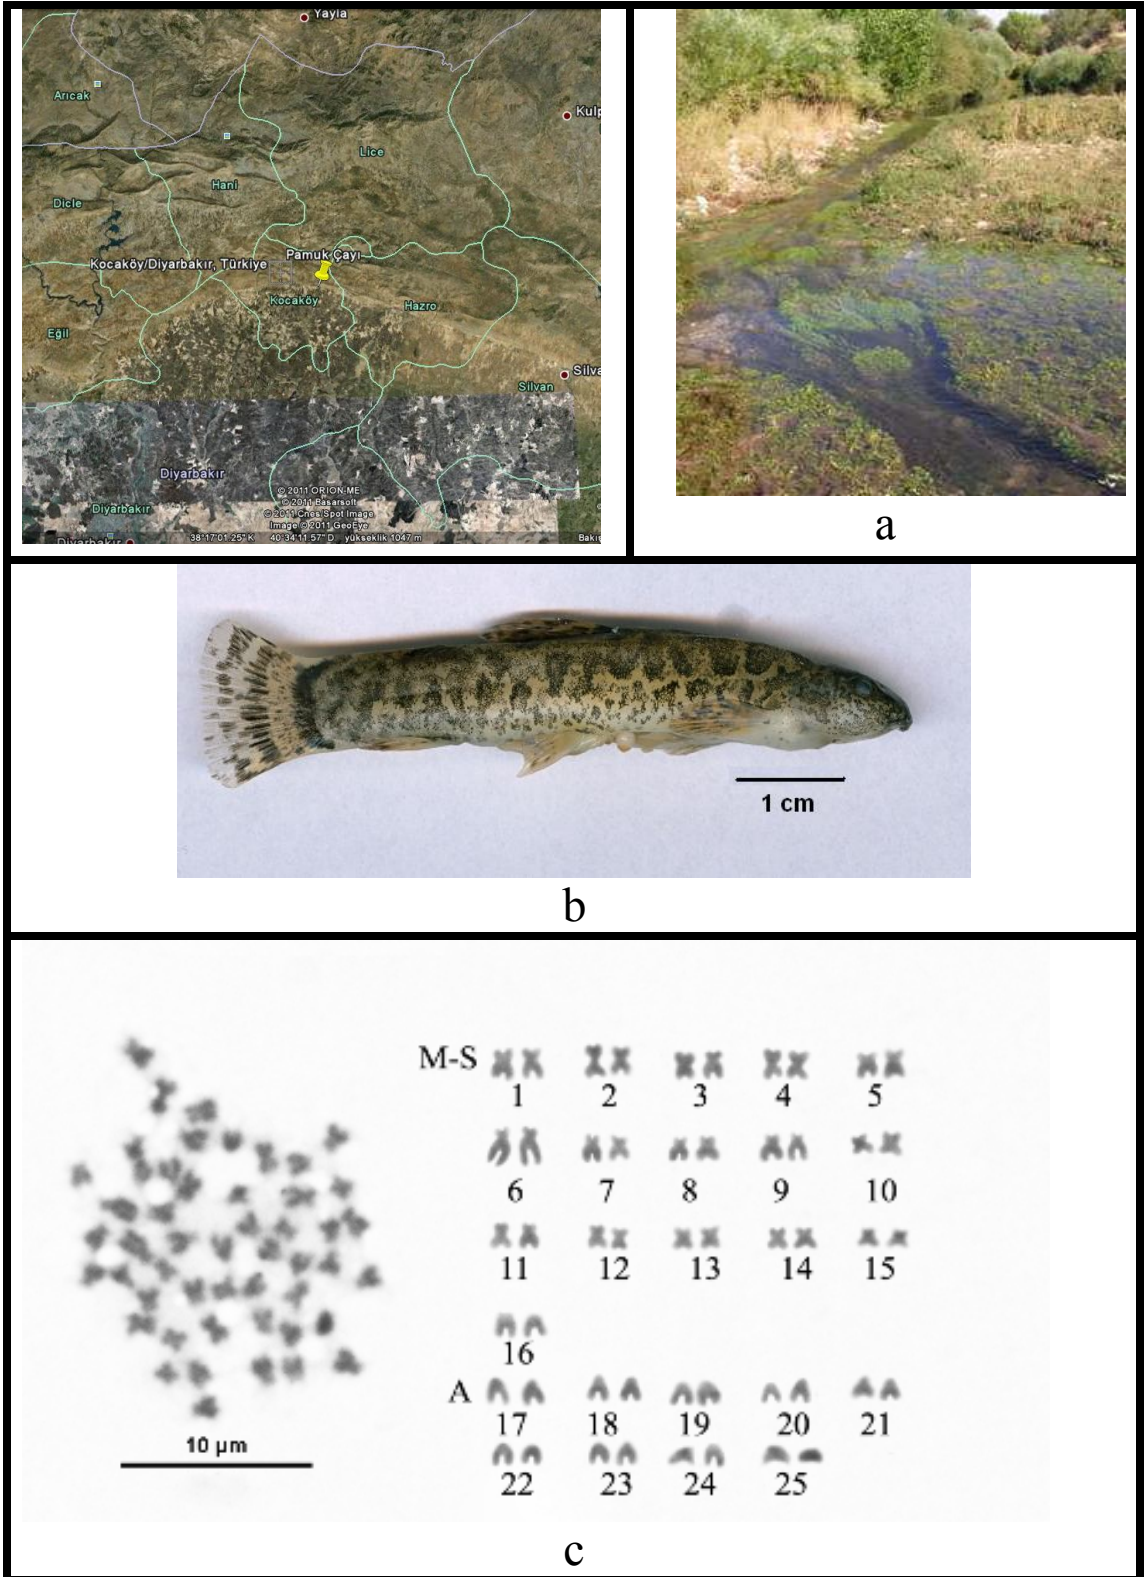 Yayla
Arıcak
Kulp
Lice
Hani
Dicle
Pamuk Çayı
Kocaköy/Diyarbakır, Türkiye
Kocaköy
Hazro
Eğil
Silva
Silvan
Diyarbakır
© 2011 ORION-ME
© 2011 Basarsoft
Diyarbakır
© 2011 Cnes Spot Image
Image © 2011 GeoEye
38°17'01.25" K 40°34'11.57" D yükseklik 1047 m
Bakış
Diyarbakır
a
1 cm
b
M-S
1 2 3 4 5
6 7 8 9 10
11 12 13 14 15
16
A
17 18 19 20 21
22 23 24 25
10 µm
c